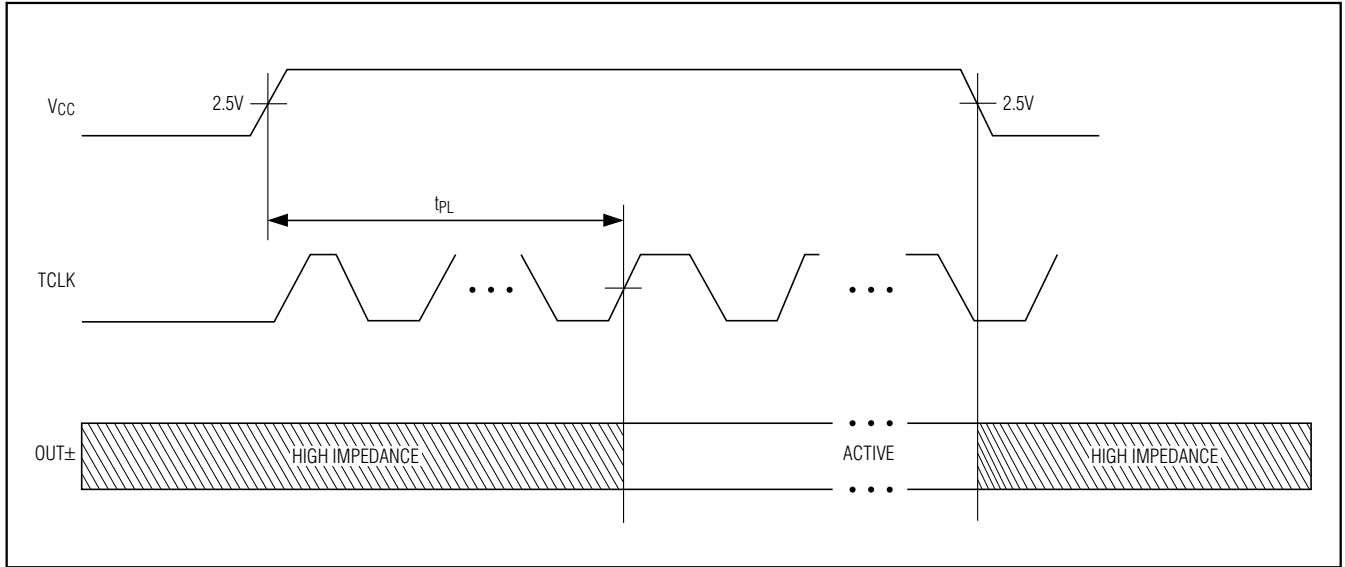 2.5V
2.5V
VCC
tPL
TCLK
• • •
• • •
• • •
OUT±
HIGH IMPEDANCE
ACTIVE
HIGH IMPEDANCE
• • •